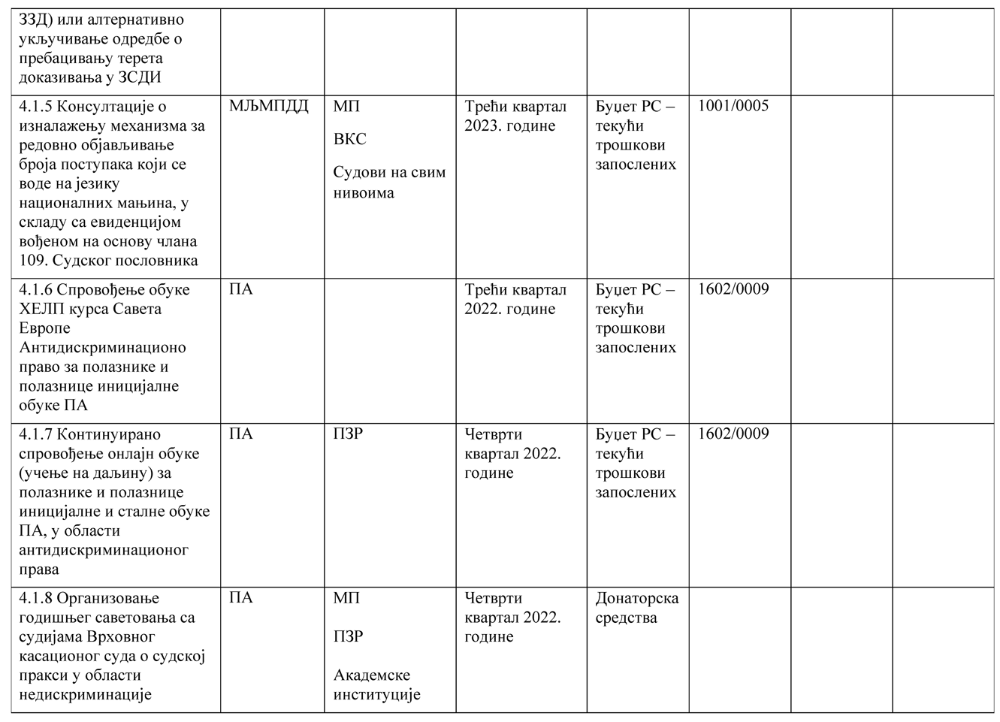 ЗЗД) или алтернативно
укључивање одредбе о
пребацивању терета
доказивања у ЗСДИ
4.1.5 Консултације о
изналажењу механизма за
редовно објављивање
броја поступака који се
воде на језику
националних мањина, у
складу са евиденцијом
вођеном на основу члана
109. Судског пословника
МЉМПДД
МП
ВКС
Судови на свим
нивоима
Трећи квартал
2023. године
Буџет РС –
текући
трошкови
запослених
1001/0005
4.1.6 Спровођење обуке
ХЕЛП курса Савета
Европе
Антидискриминационо
право за полазнике и
полазнице иницијалне
обуке ПА
ПА
Трећи квартал
2022. године
Буџет РС –
текући
трошкови
запослених
1602/0009
4.1.7 Континуирано
спровођење онлајн обуке
(учење на даљину) за
полазнике и полазнице
иницијалне и сталне обуке
ПА, у области
антидискриминационог
права
ПА
ПЗР
Четврти
квартал 2022.
године
Буџет РС –
текући
трошкови
запослених
1602/0009
4.1.8 Организовање
годишњег саветовања са
судијама Врховног
касационог суда о судској
пракси у области
недискриминације
ПА
МП
ПЗР
Академске
институције
Четврти
квартал 2022.
године
Донаторска
средства